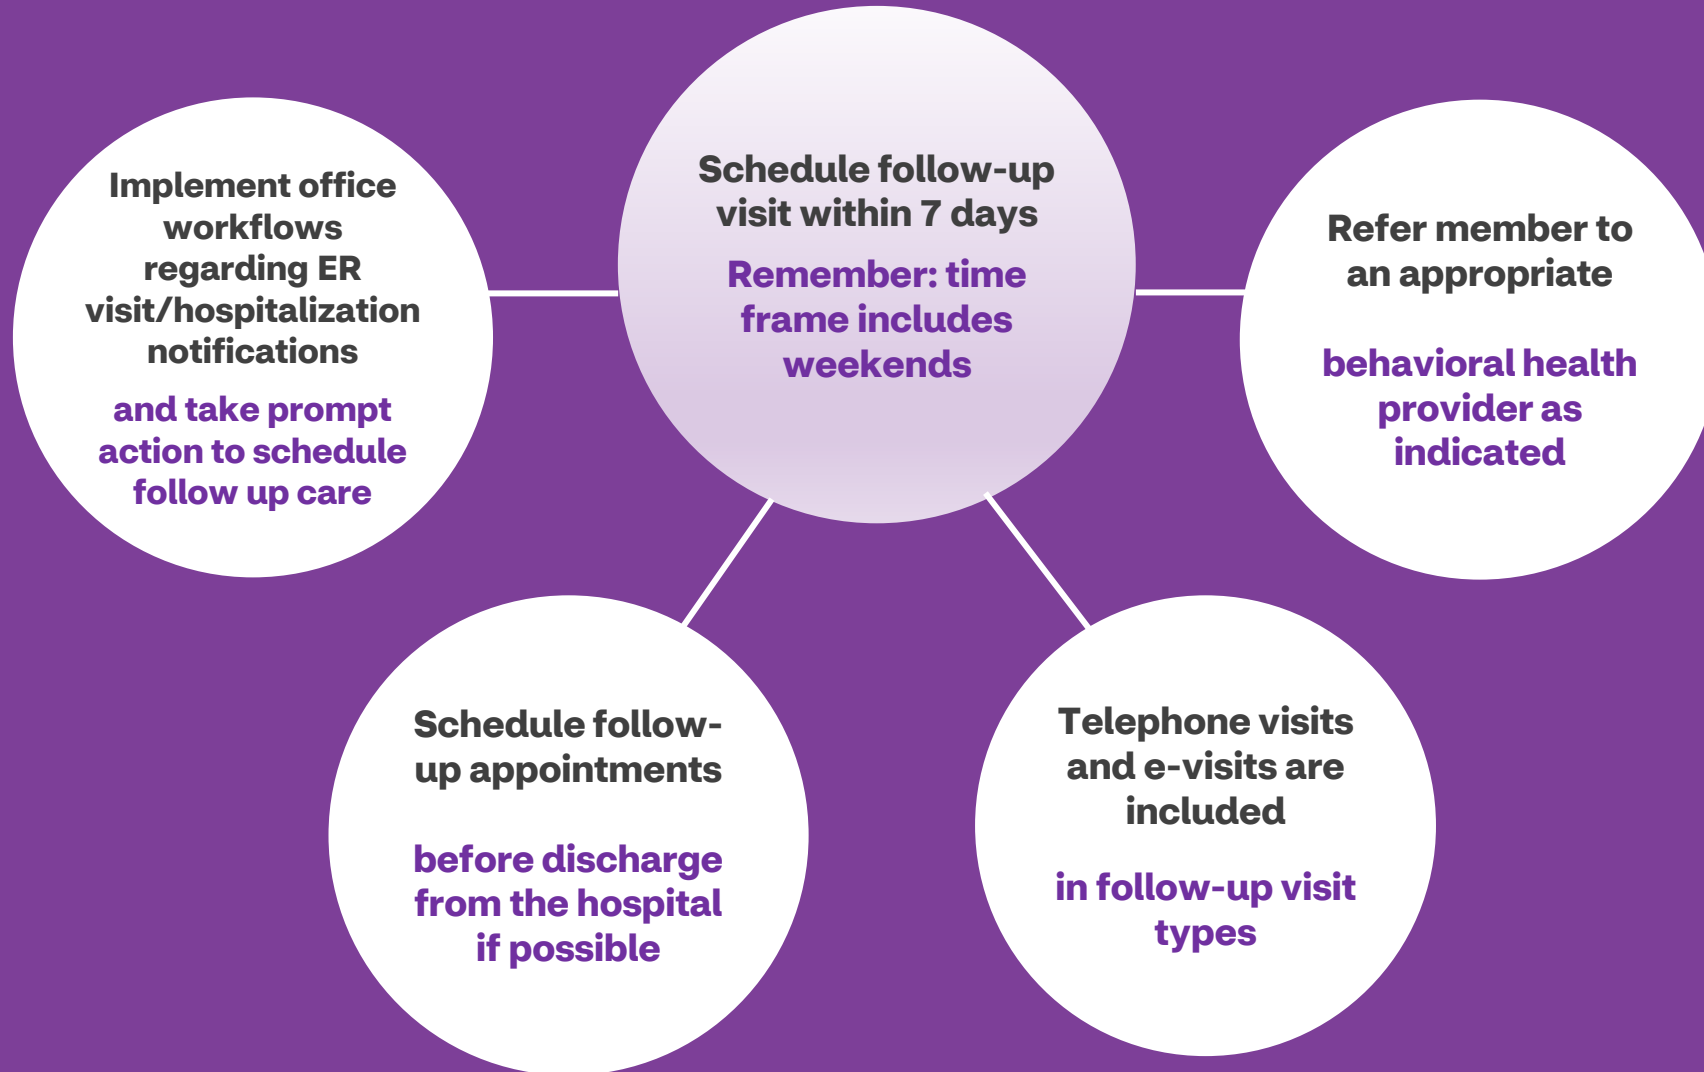 Implement office
workflows
regarding ER
visit/hospitalization
notifications
and take prompt
action to schedule
follow up care
Schedule follow-up
visit within 7 days
Remember: time
frame includes
weekends
Refer member to
an appropriate
behavioral health
provider as
indicated
Schedule follow-
up appointments
before discharge
from the hospital
if possible
Telephone visits
and e-visits are
included
in follow-up visit
types